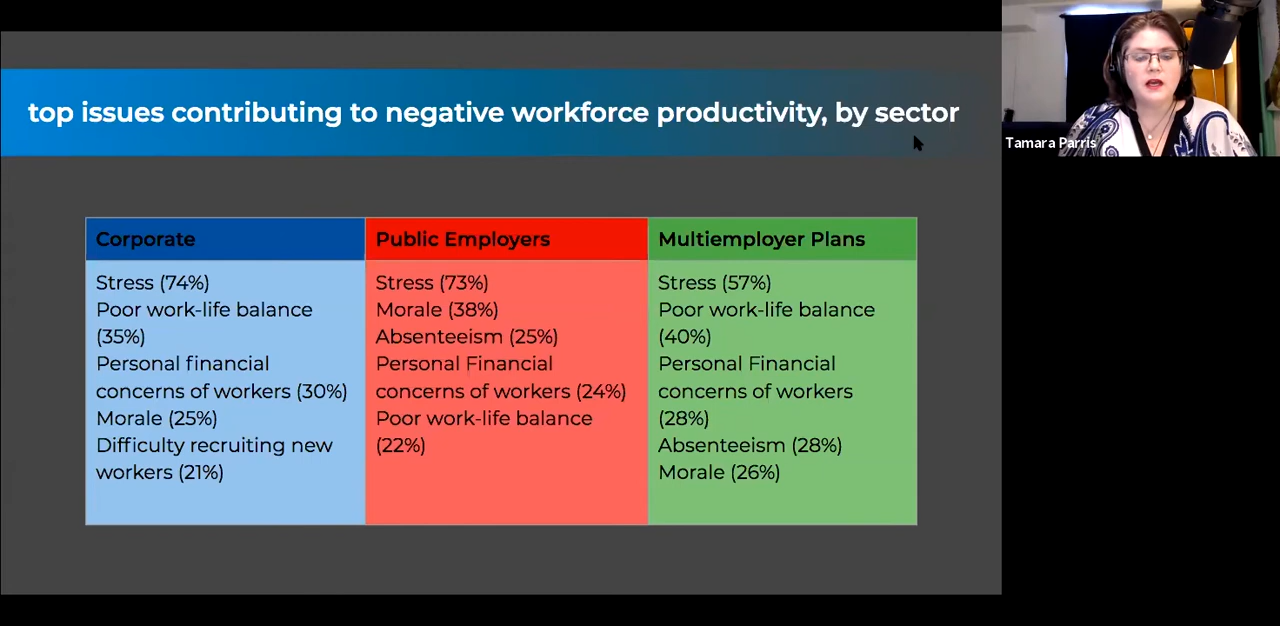 top issues contributing to negative workforce productivity, by sector
Tamara Parris
Corporate
Stress (74%)
Poor work-life balance
(35%)
Personal financial
concerns of workers (30%)
Morale (25%)
Difficulty recruiting new
workers (21%)
Public Employers
Stress (73%)
Morale (38%)
Absenteeism (25%)
Personal Financial
concerns of workers (24%)
Poor work-life balance
(22%)
Multiemployer Plans
Stress (57%)
Poor work-life balance
(40%)
Personal Financial
concerns of workers
(28%)
Absenteeism (28%)
Morale (26%)